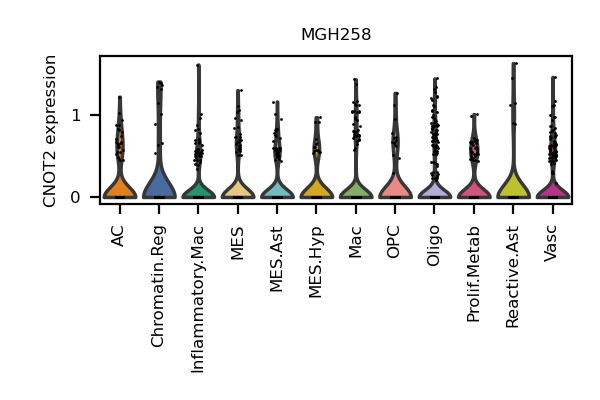 MGH258
CNOT2 expression
1
0
AC
Chromatin.Reg
Inflammatory.Mac
MES
MES.Ast
MES.Hyp
Mac
OPC
Oligo
Prolif.Metab
Reactive.Ast
Vasc